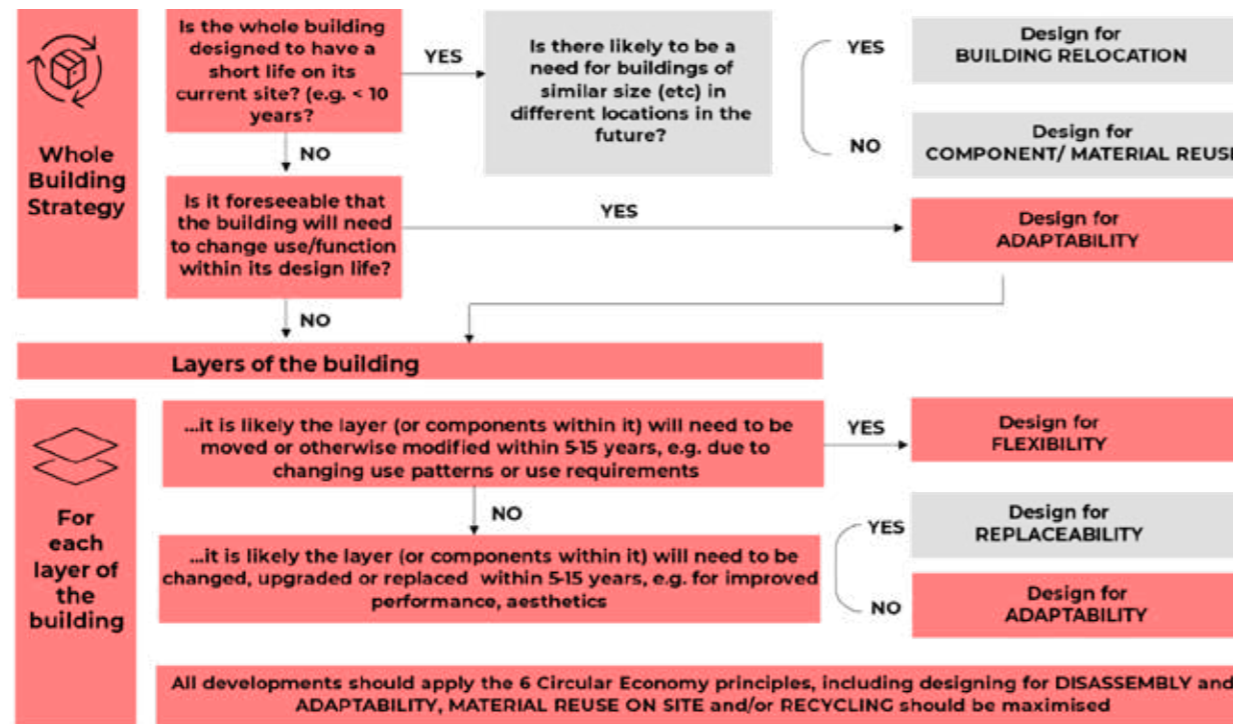 Whole
Building
Strategy
Is the whole building
designed to have a
short life on its
current site? (e.g. < 10
years?
YES
Is there likely to be a
need for buildings of
similar size (etc) in
different locations in the
future?
YES
Design for
BUILDING RELOCATION
NO
Design for
COMPONENT/ MATERIAL REUSE
NO
Is it foreseeable that
the building will need
to change use/function
within its design life?
YES
Design for
ADAPTABILITY
NO
Layers of the building
For
each
layer of
the
building
...it is likely the layer (or components within it) will need to be
moved or otherwise modified within 5-15 years, e.g. due to
changing use patterns or use requirements
YES
Design for
FLEXIBILITY
NO
...it is likely the layer (or components within it) will need to be
changed, upgraded or replaced within 5-15 years, e.g. for improved
performance, aesthetics
YES
Design for
REPLACEABILITY
NO
Design for
ADAPTABILITY
All developments should apply the 6 Circular Economy principles, including designing for DISASSEMBLY and
ADAPTABILITY, MATERIAL REUSE ON SITE and/or RECYCLING should be maximised